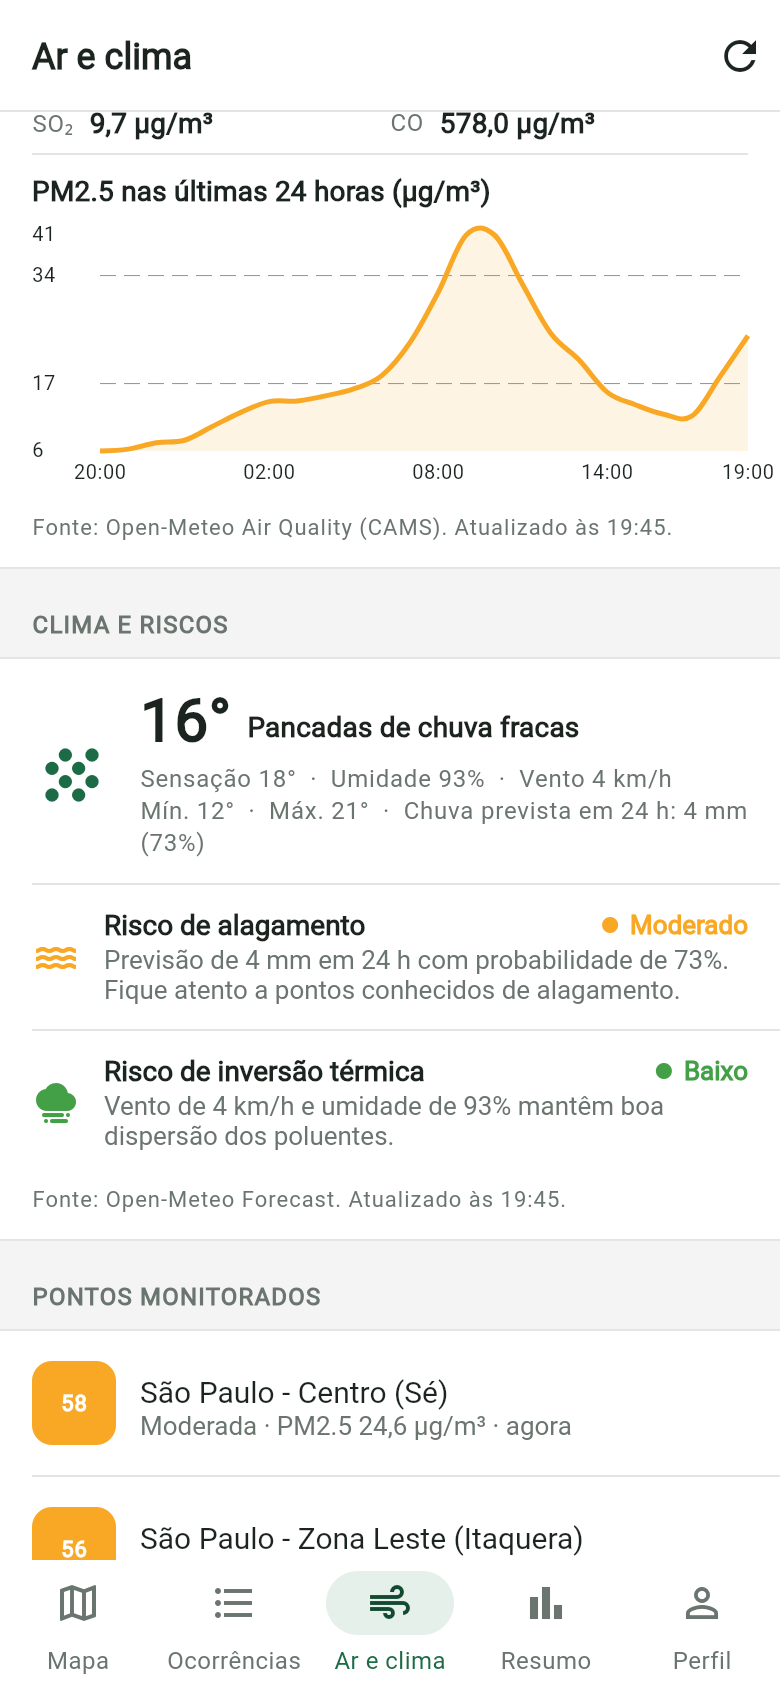 Ar e clima
SO₂ 9,7 µg/m³ CO 578,0 µg/m³
PM2.5 nas últimas 24 horas (µg/m³)
41
34
17
6
20:00 02:00 08:00 14:00 19:00
Fonte: Open-Meteo Air Quality (CAMS). Atualizado às 19:45.
CLIMA E RISCOS
16° Pancadas de chuva fracas
Sensação 18° · Umidade 93% · Vento 4 km/h
Mín. 12° · Máx. 21° · Chuva prevista em 24 h: 4 mm
(73%)
Risco de alagamento Moderado
Previsão de 4 mm em 24 h com probabilidade de 73%.
Fique atento a pontos conhecidos de alagamento.
Risco de inversão térmica Baixo
Vento de 4 km/h e umidade de 93% mantêm boa
dispersão dos poluentes.
Fonte: Open-Meteo Forecast. Atualizado às 19:45.
PONTOS MONITORADOS
58 São Paulo - Centro (Sé)
Moderada · PM2.5 24,6 µg/m³ · agora
56 São Paulo - Zona Leste (Itaquera)
Mapa Ocorrências Ar e clima Resumo Perfil